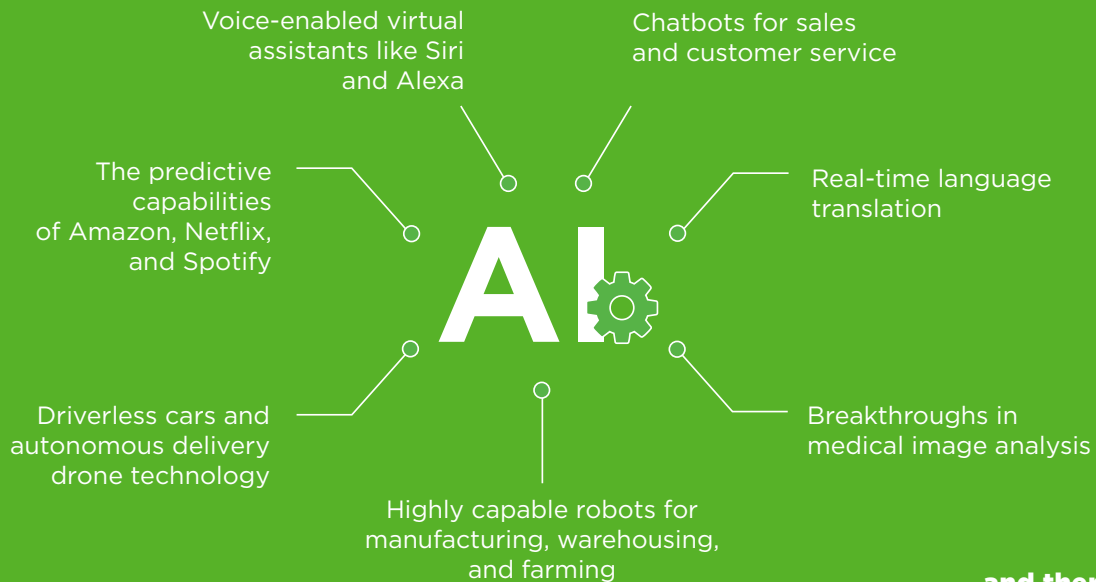 Voice-enabled virtual
assistants like Siri
and Alexa
Chatbots for sales
and customer service
The predictive
capabilities
of Amazon, Netflix,
and Spotify
Real-time language
translation
AI
Driverless cars and
autonomous delivery
drone technology
Breakthroughs in
medical image analysis
Highly capable robots for
manufacturing, warehousing,
and farming